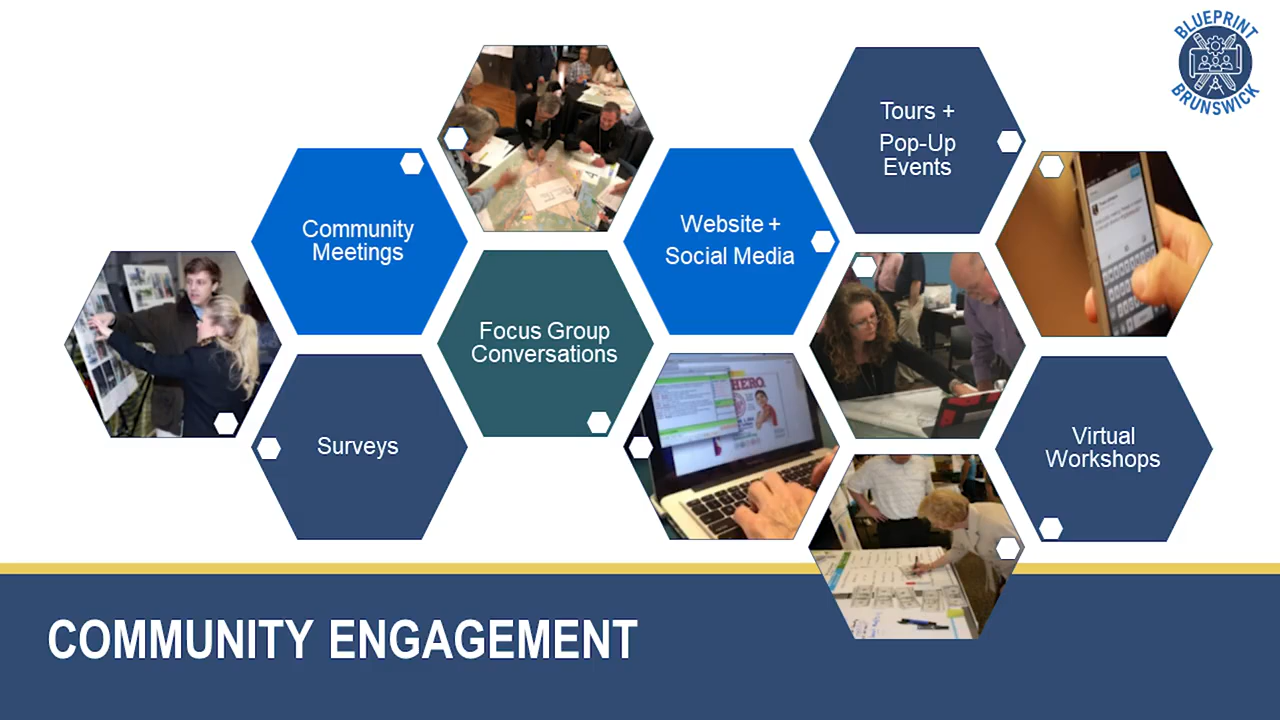 BLUEPRINT
BRUNSWICK
Tours +
Pop-Up
Events
Community
Meetings
Website +
Social Media
Focus Group
Conversations
HERO
Surveys
Virtual
Workshops
COMMUNITY ENGAGEMENT